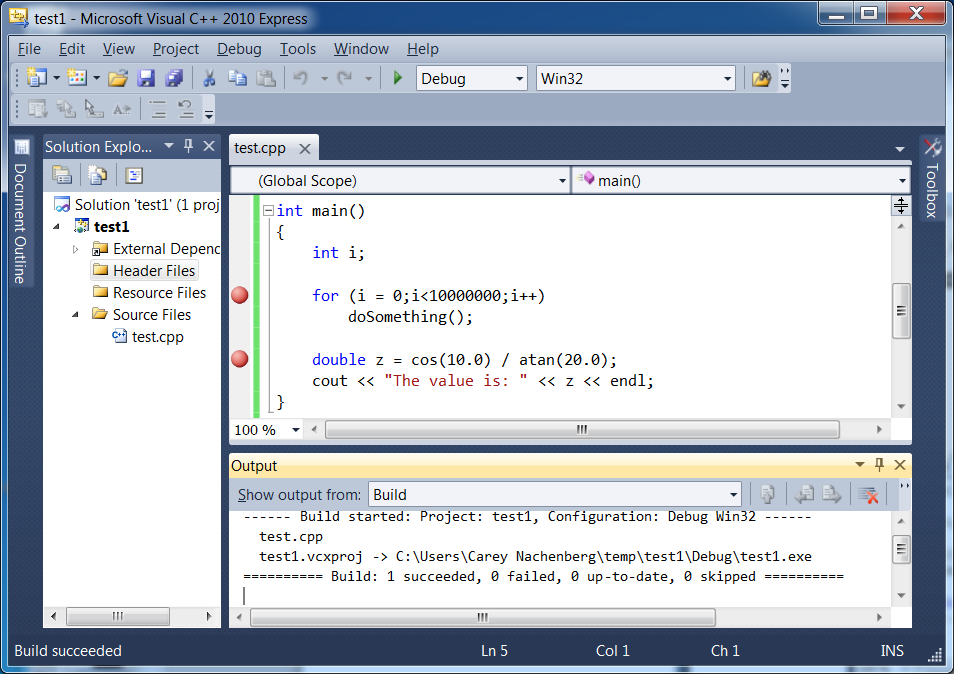 test1 - Microsoft Visual C++ 2010 Express
File Edit View Project Debug Tools Window Help
Debug Win32
Document Outline
Solution Explo...
Solution 'test1' (1 proj
test1
External Depenc
Header Files
Resource Files
Source Files
test.cpp
test.cpp
(Global Scope) main()
int main()
{
int i;
for (i = 0;i<10000000;i++)
doSomething();
double z = cos(10.0) / atan(20.0);
cout << "The value is: " << z << endl;
}
100 %
Toolbox
Output
Show output from: Build
------ Build started: Project: test1, Configuration: Debug Win32 ------
test.cpp
test1.vcxproj -> C:\Users\Carey Nachenberg\temp\test1\Debug\test1.exe
========== Build: 1 succeeded, 0 failed, 0 up-to-date, 0 skipped ==========
Build succeeded Ln 5 Col 1 Ch 1 INS